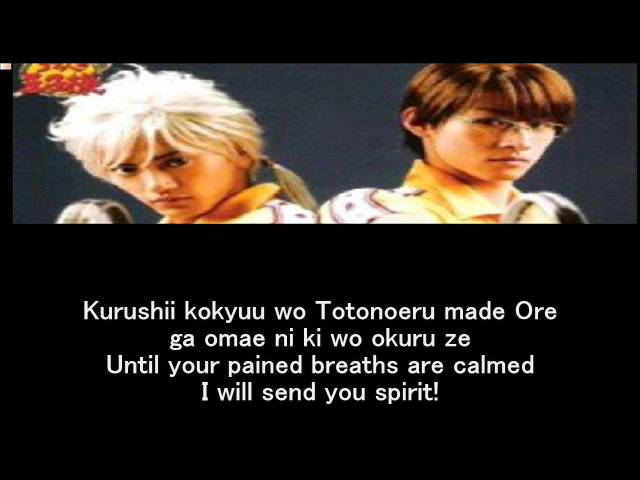 Kurushii kokyuu wo Totonoeru made Ore
ga omae ni ki wo okuru ze
Until your pained breaths are calmed
I will send you spirit!